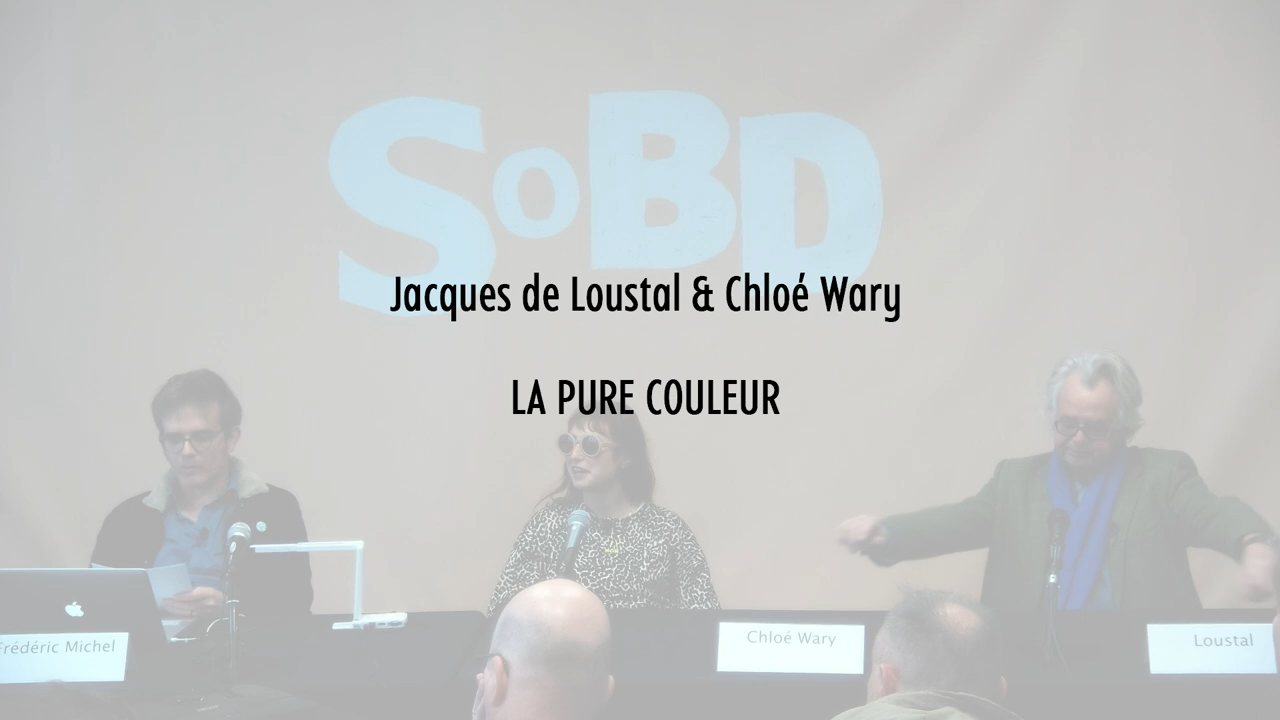 SoBD
Jacques de Loustal & Chloé Wary
LA PURE COULEUR
Frédéric Michel
Chloé Wary
Loustal